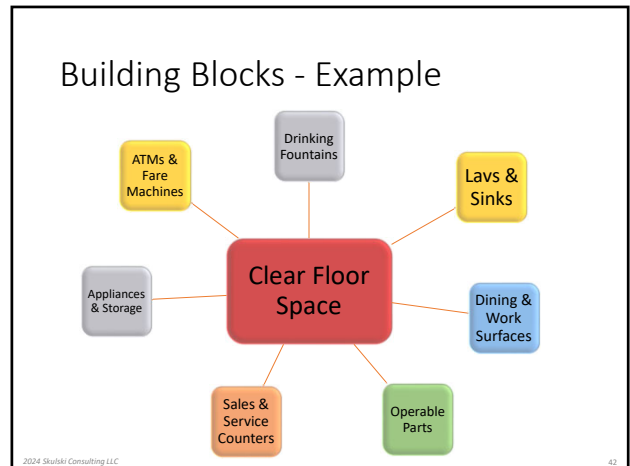 Building Blocks - Example
Drinking
Fountains
ATMs &
Fare
Machines
Lavs &
Sinks
Clear Floor
Space
Appliances
& Storage
Dining &
Work
Surfaces
Sales &
Service
Counters
Operable
Parts
2024 Skulski Consulting LLC
42